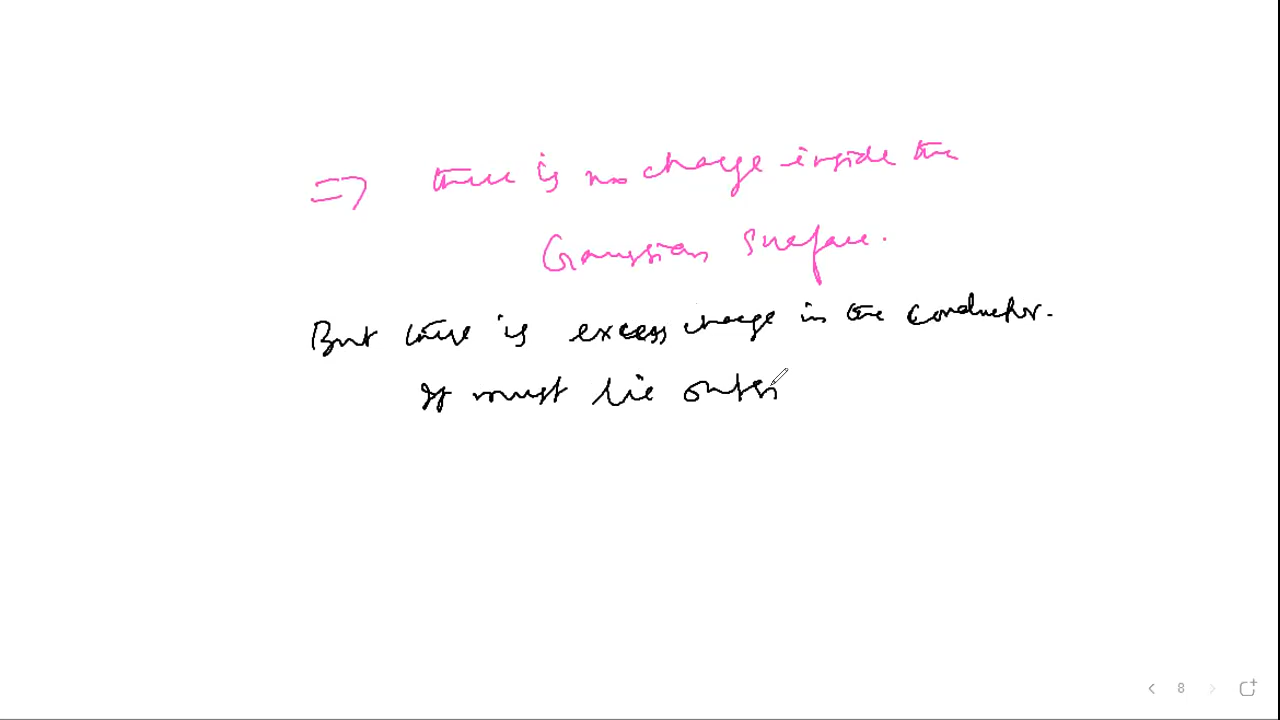 ⇒ there is no charge inside the
Gaussian Surface.
But there is excess charge in the conductor.
It must lie outsi
8